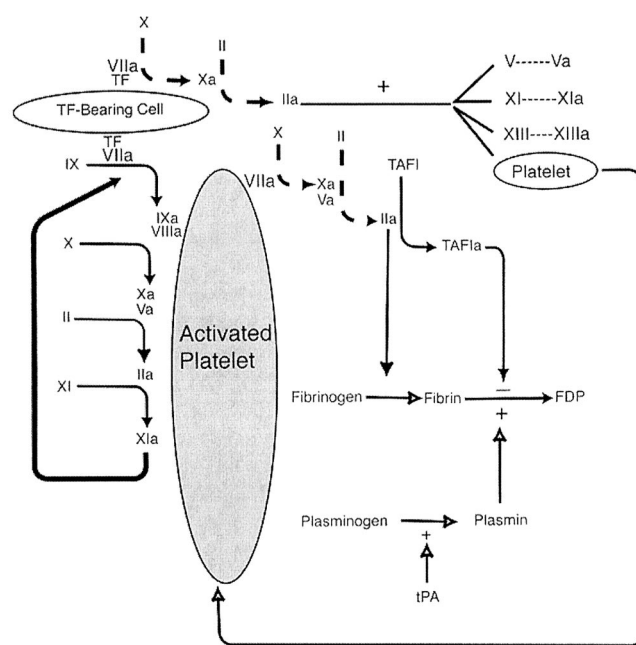 X
II
VIIa
TF
Xa
IIa
+
V------Va
XI------XIa
XIII----XIIIa
Platelet
TF-Bearing Cell
TF
VIIa
IX
IXa
VIIIa
X
Xa
Va
II
IIa
XI
XIa
Activated
Platelet
X
II
VIIa
Xa
Va
IIa
TAFI
TAFIa
Fibrinogen
Fibrin
–
+
FDP
Plasminogen
+
Plasmin
tPA